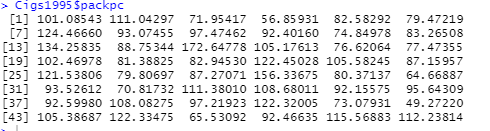 > Cigs1995$packpc
[1] 101.08543 111.04297 71.95417 56.85931 82.58292 79.47219
[7] 124.46660 93.07455 97.47462 92.40160 74.84978 83.26508
[13] 134.25835 88.75344 172.64778 105.17613 76.62064 77.47355
[19] 102.46978 81.38825 82.94530 122.45028 105.58245 87.15957
[25] 121.53806 79.80697 87.27071 156.33675 80.37137 64.66887
[31] 93.52612 70.81732 111.38010 108.68011 92.15575 95.64309
[37] 92.59980 108.08275 97.21923 122.32005 73.07931 49.27220
[43] 105.38687 122.33475 65.53092 92.46635 115.56883 112.23814